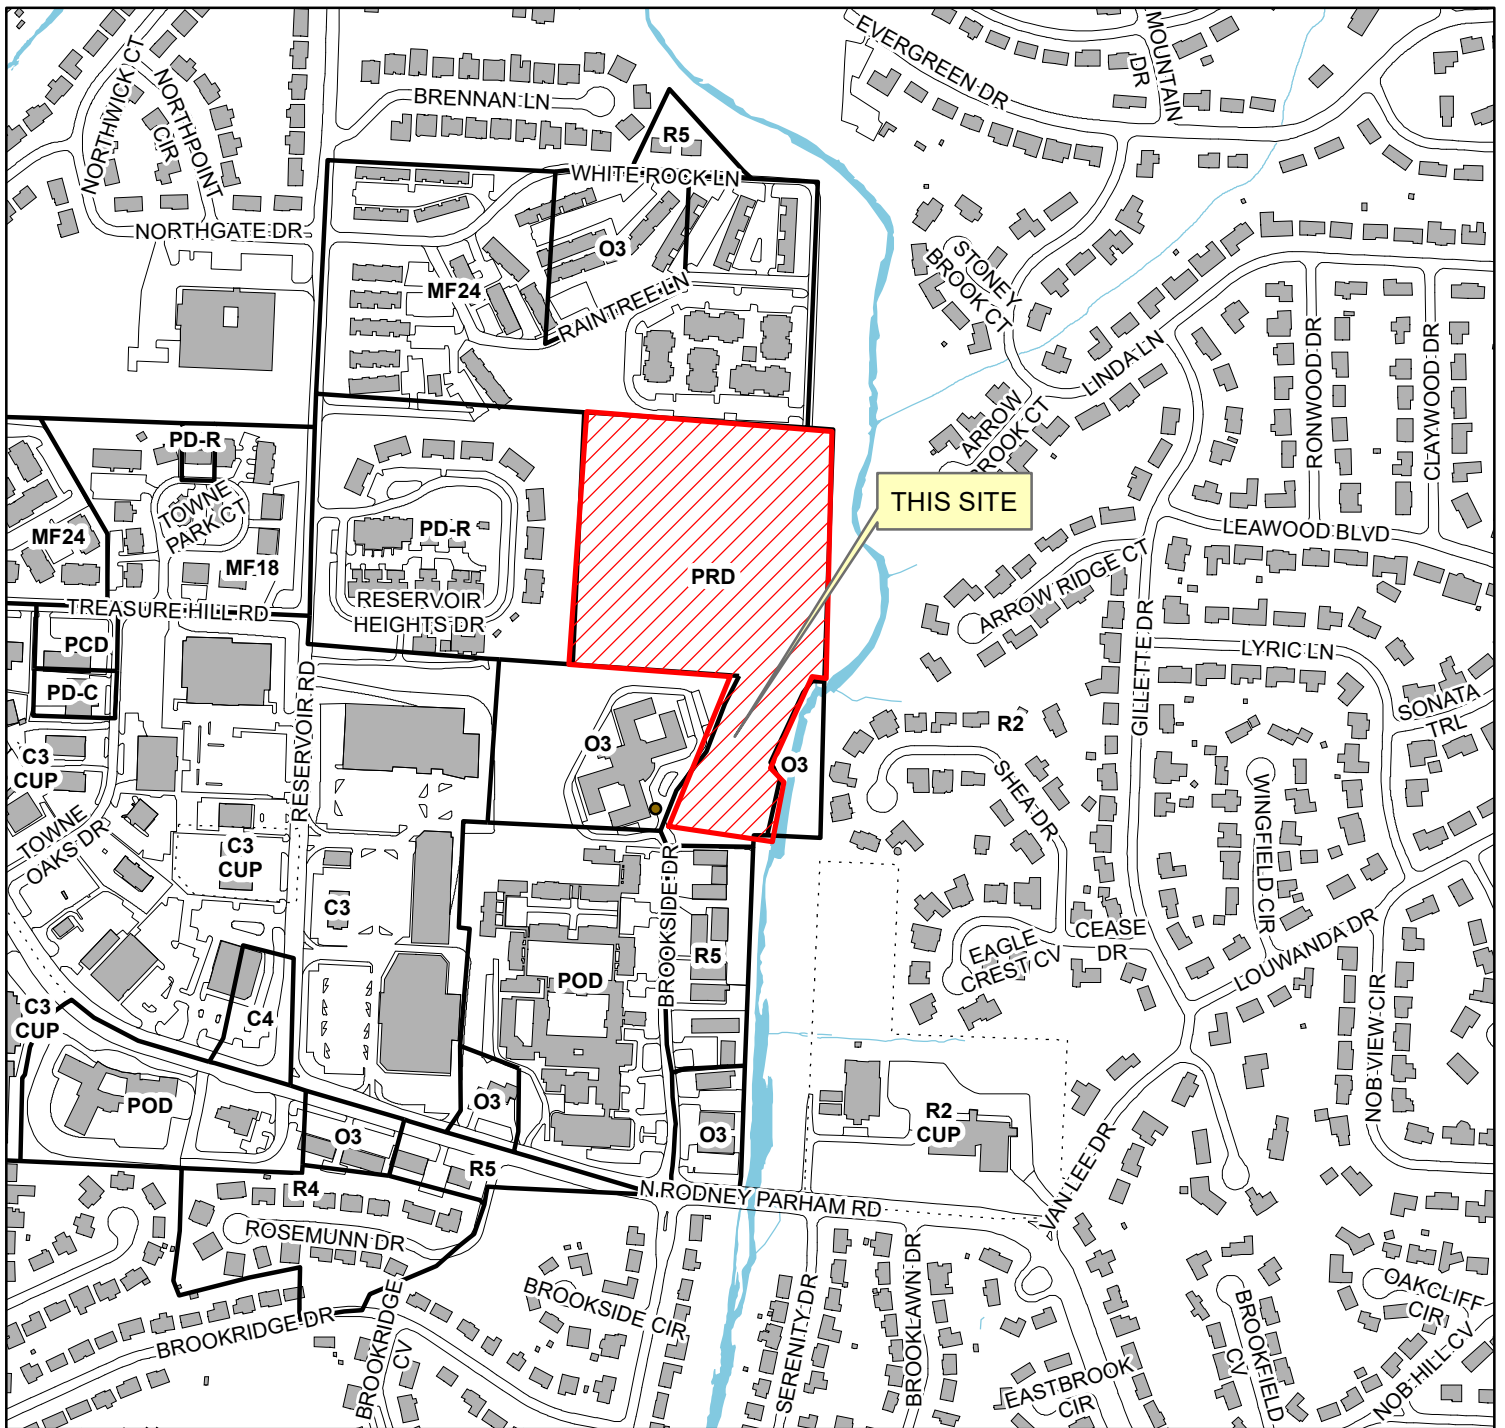 EVERGREEN DR
MOUNTAIN
DR
NORTHWICK CT
NORTHPOINT
CIR
BRENNAN LN
R5
WHITE ROCK LN
NORTHGATE DR
O3
MF24
RAINTREE LN
STONEY
BROOK CT
LINDA LN
ARROW
BROOK CT
RONWOOD DR
CLAYWOOD DR
PD-R
TOWNE
PARK CT
MF24
MF18
PD-R
THIS SITE
LEAWOOD BLVD
PRD
ARROW RIDGE CT
RESERVOIR
HEIGHTS DR
TREASURE HILL RD
GILLETTE DR
LYRIC LN
PCD
PD-C
RESERVOIR RD
SONATA
TRL
R2
O3
O3
C3
CUP
SHEA DR
WINGFIELD CIR
TOWNE
OAKS DR
C3
CUP
BROOKSIDE DR
C3
CEASE
DR
EAGLE
CREST CV
LOUWANDA DR
R5
POD
C3
CUP
C4
NOB VIEW CIR
POD
O3
O3
R2
CUP
O3
R5
VAN LEE DR
R4
N RODNEY PARHAM RD
ROSEMUNN DR
BROOKSIDE CIR
SERENITY DR
BROOKLAWN DR
OAKCLIFF
CIR
BROOKRIDGE DR
BROOKRIDGE
CV
EASTBROOK
CIR
BROOKFIELD
CV
NOB HILL CV